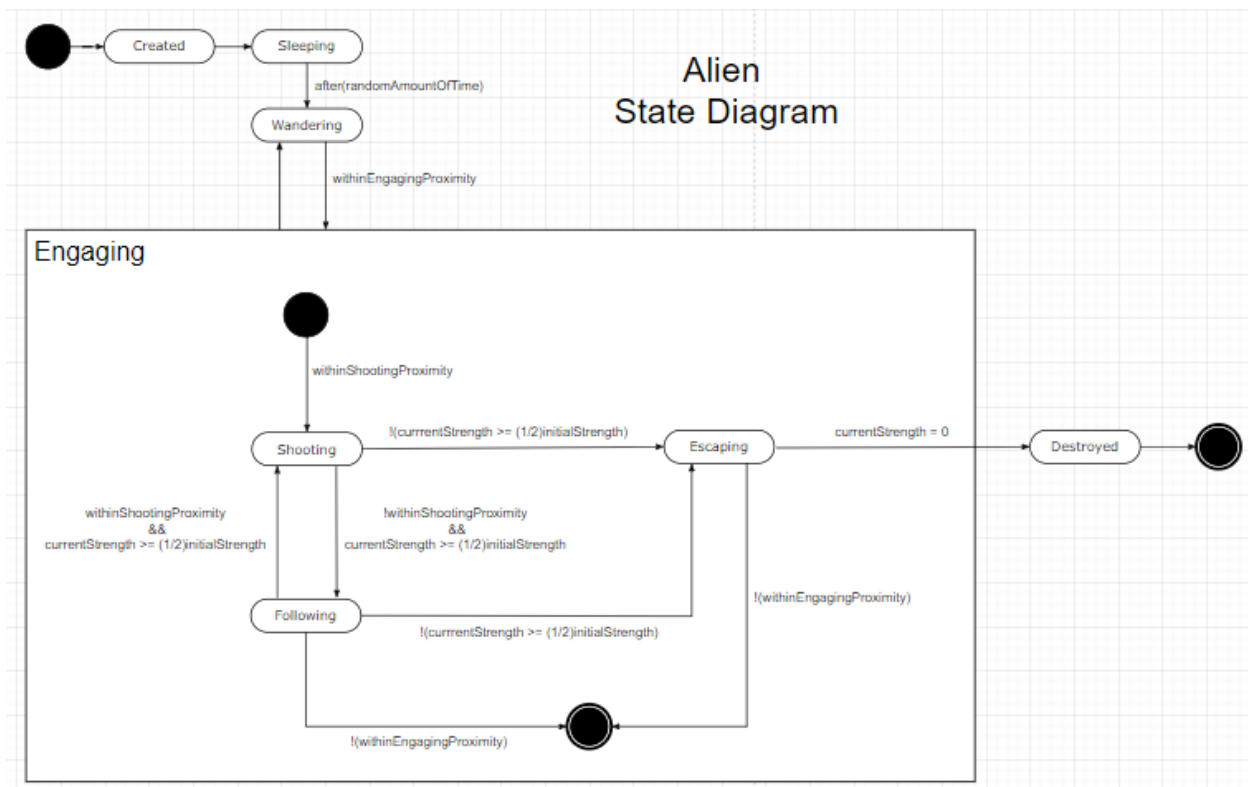 Created
Sleeping
Alien
State Diagram
after(randomAmountOfTime)
Wandering
withinEngagingProximity
Engaging
withinShootingProximity
!(currrentStrength >= (1/2)initialStrength)
currentStrength = 0
Shooting
Escaping
Destroyed
withinShootingProximity
&&
currentStrength >= (1/2)initialStrength
!withinShootingProximity
&&
currentStrength >= (1/2)initialStrength
!(withinEngagingProximity)
Following
!(currrentStrength >= (1/2)initialStrength)
!(withinEngagingProximity)